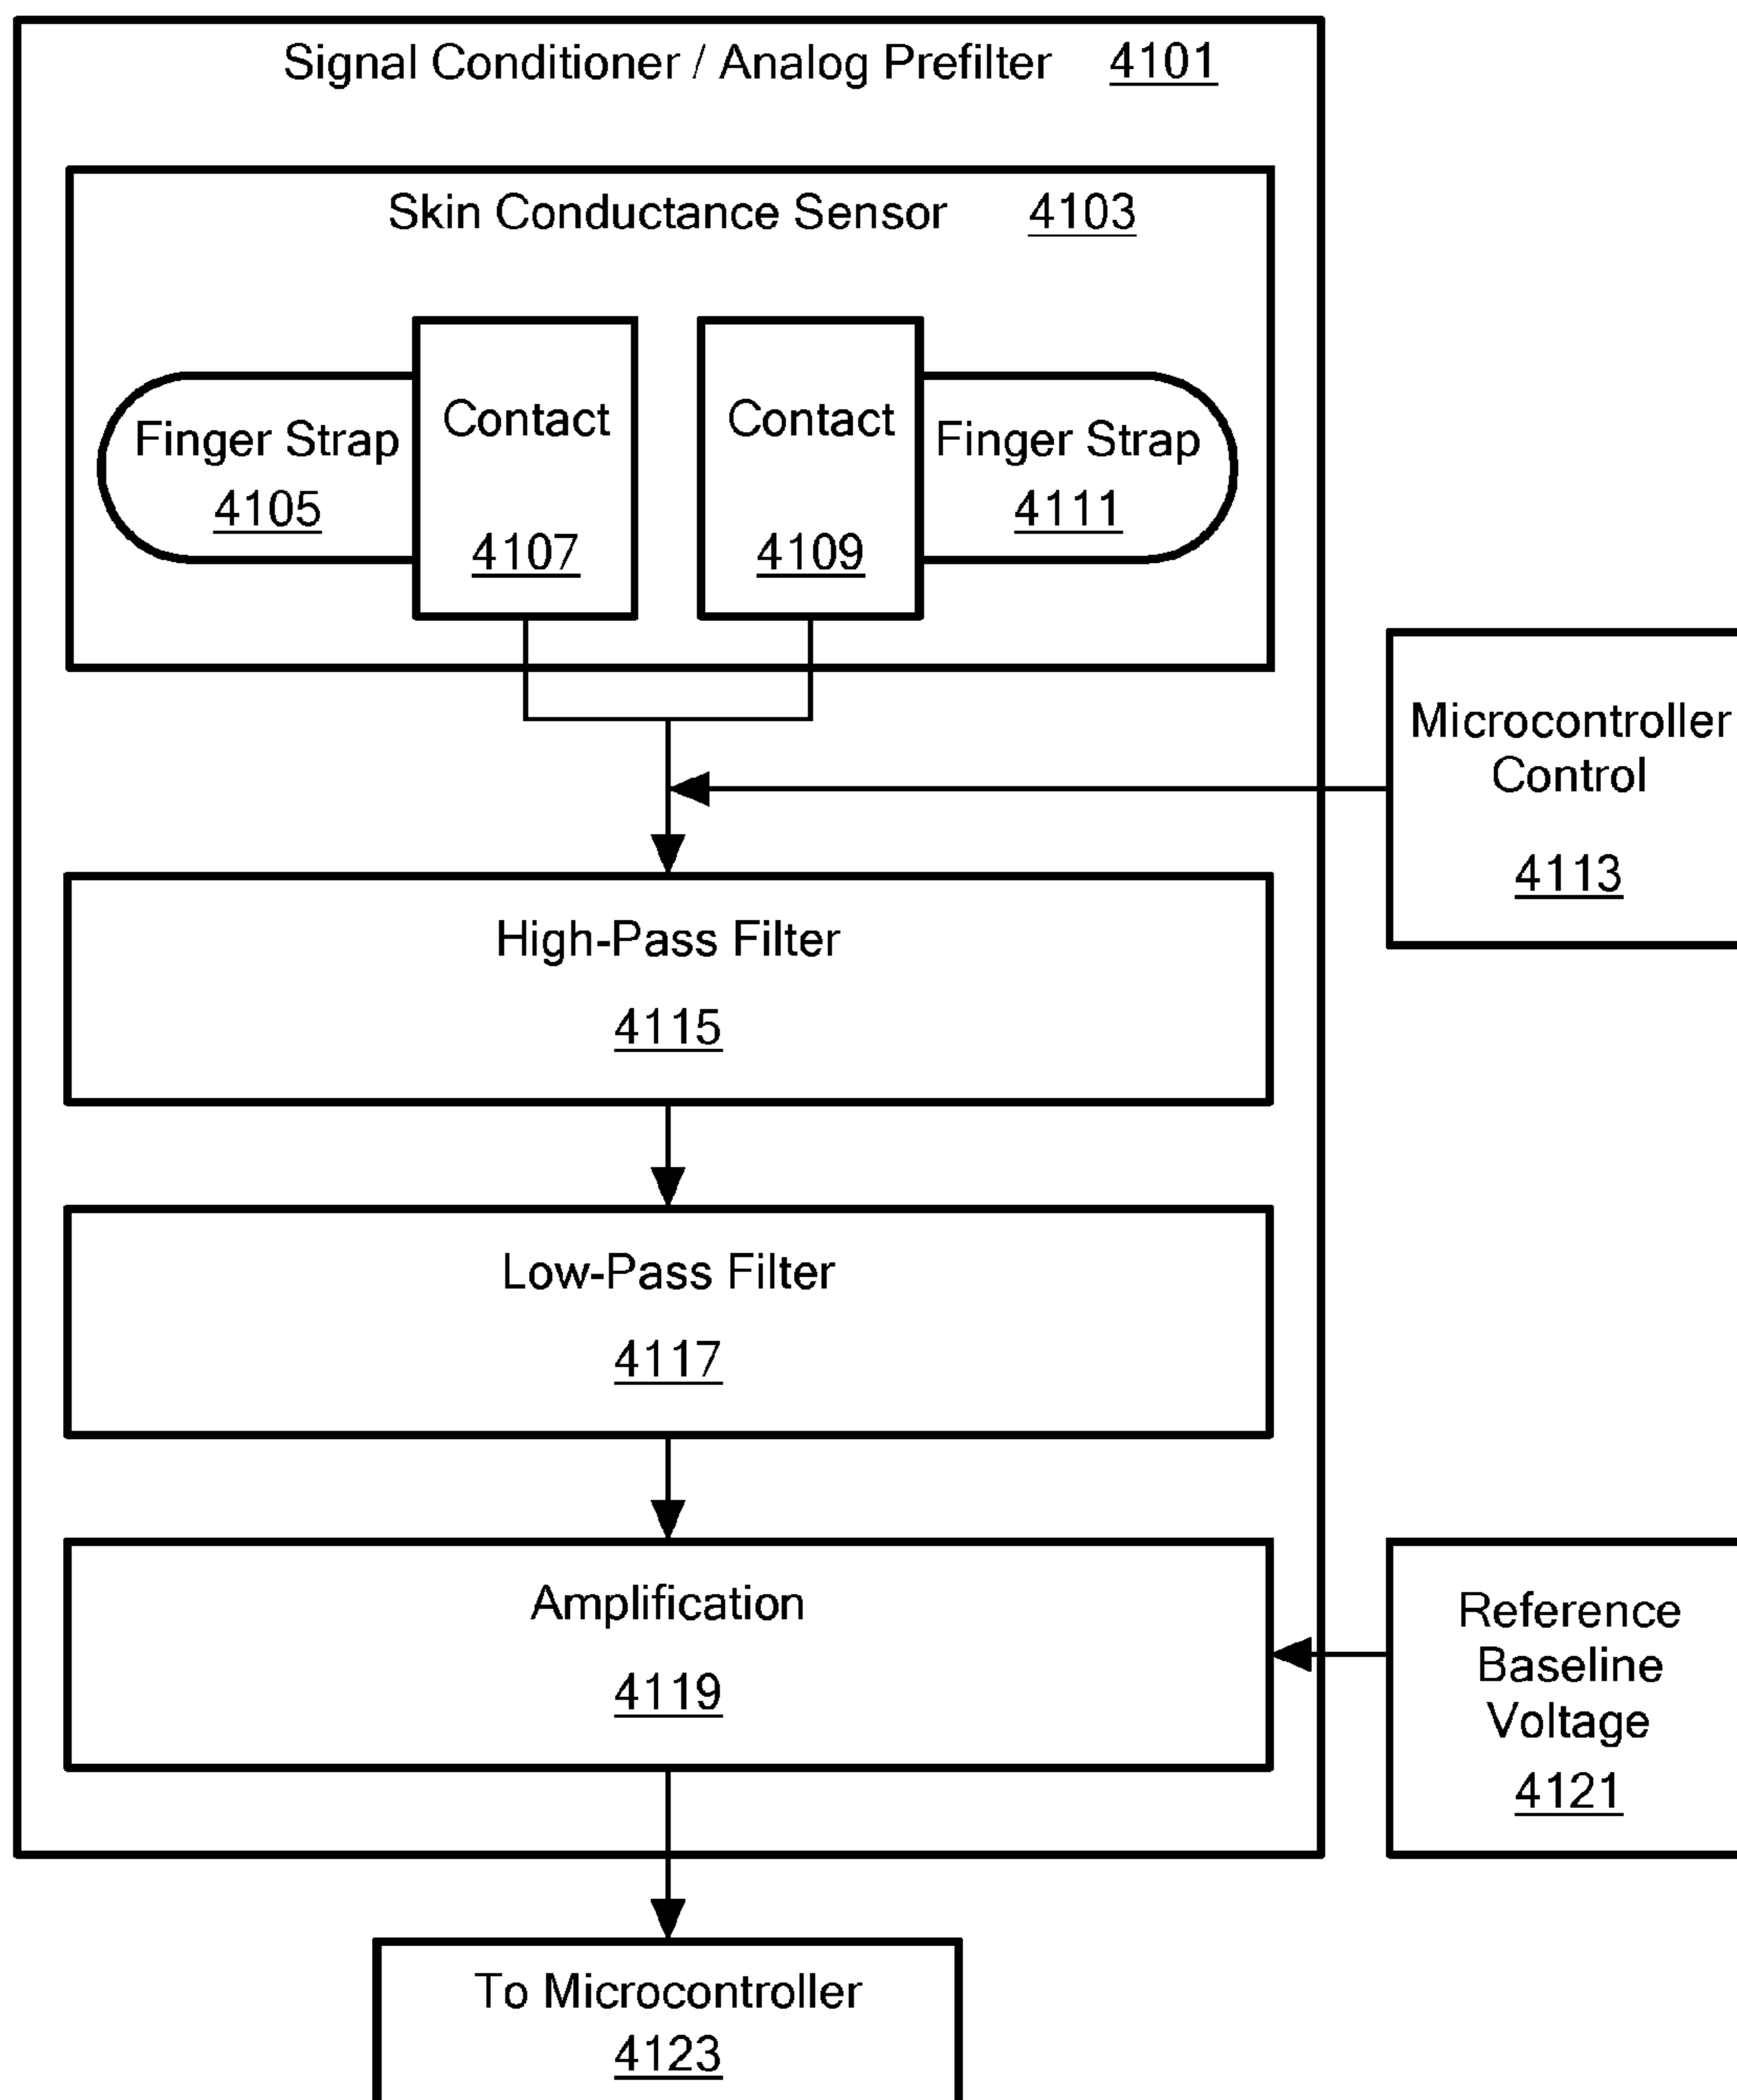 Signal Conditioner / Analog Prefilter 4101
Skin Conductance Sensor 4103
Finger Strap
4105
Contact
4107
Contact
4109
Finger Strap
4111
Microcontroller
Control
4113
High-Pass Filter
4115
Low-Pass Filter
4117
Amplification
4119
Reference
Baseline
Voltage
4121
To Microcontroller
4123